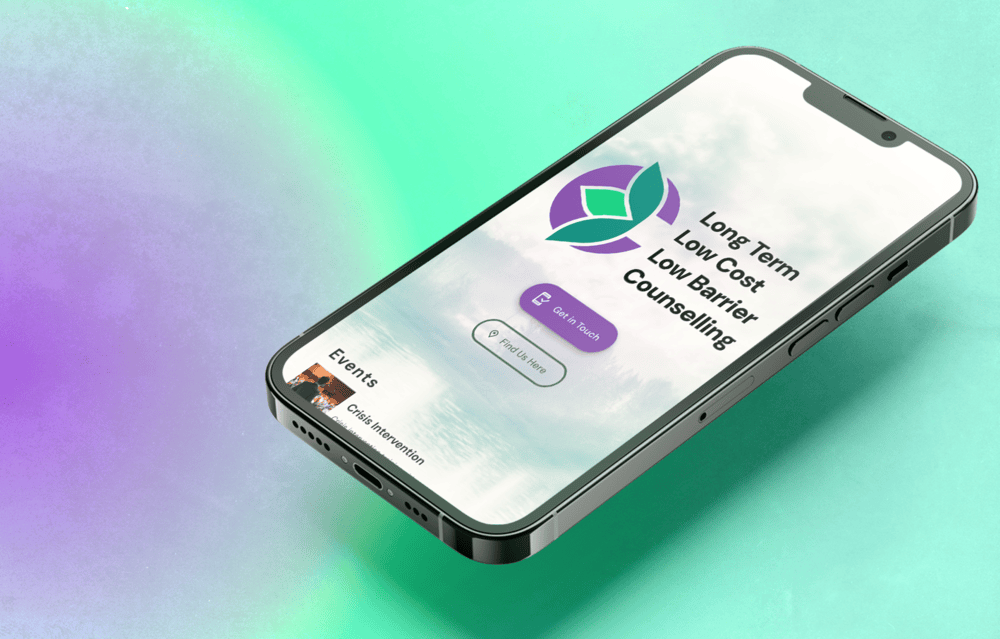 Long Term
Low Cost
Low Barrier
Counselling
Get in Touch
Find Us Here
Events
Crisis Intervention